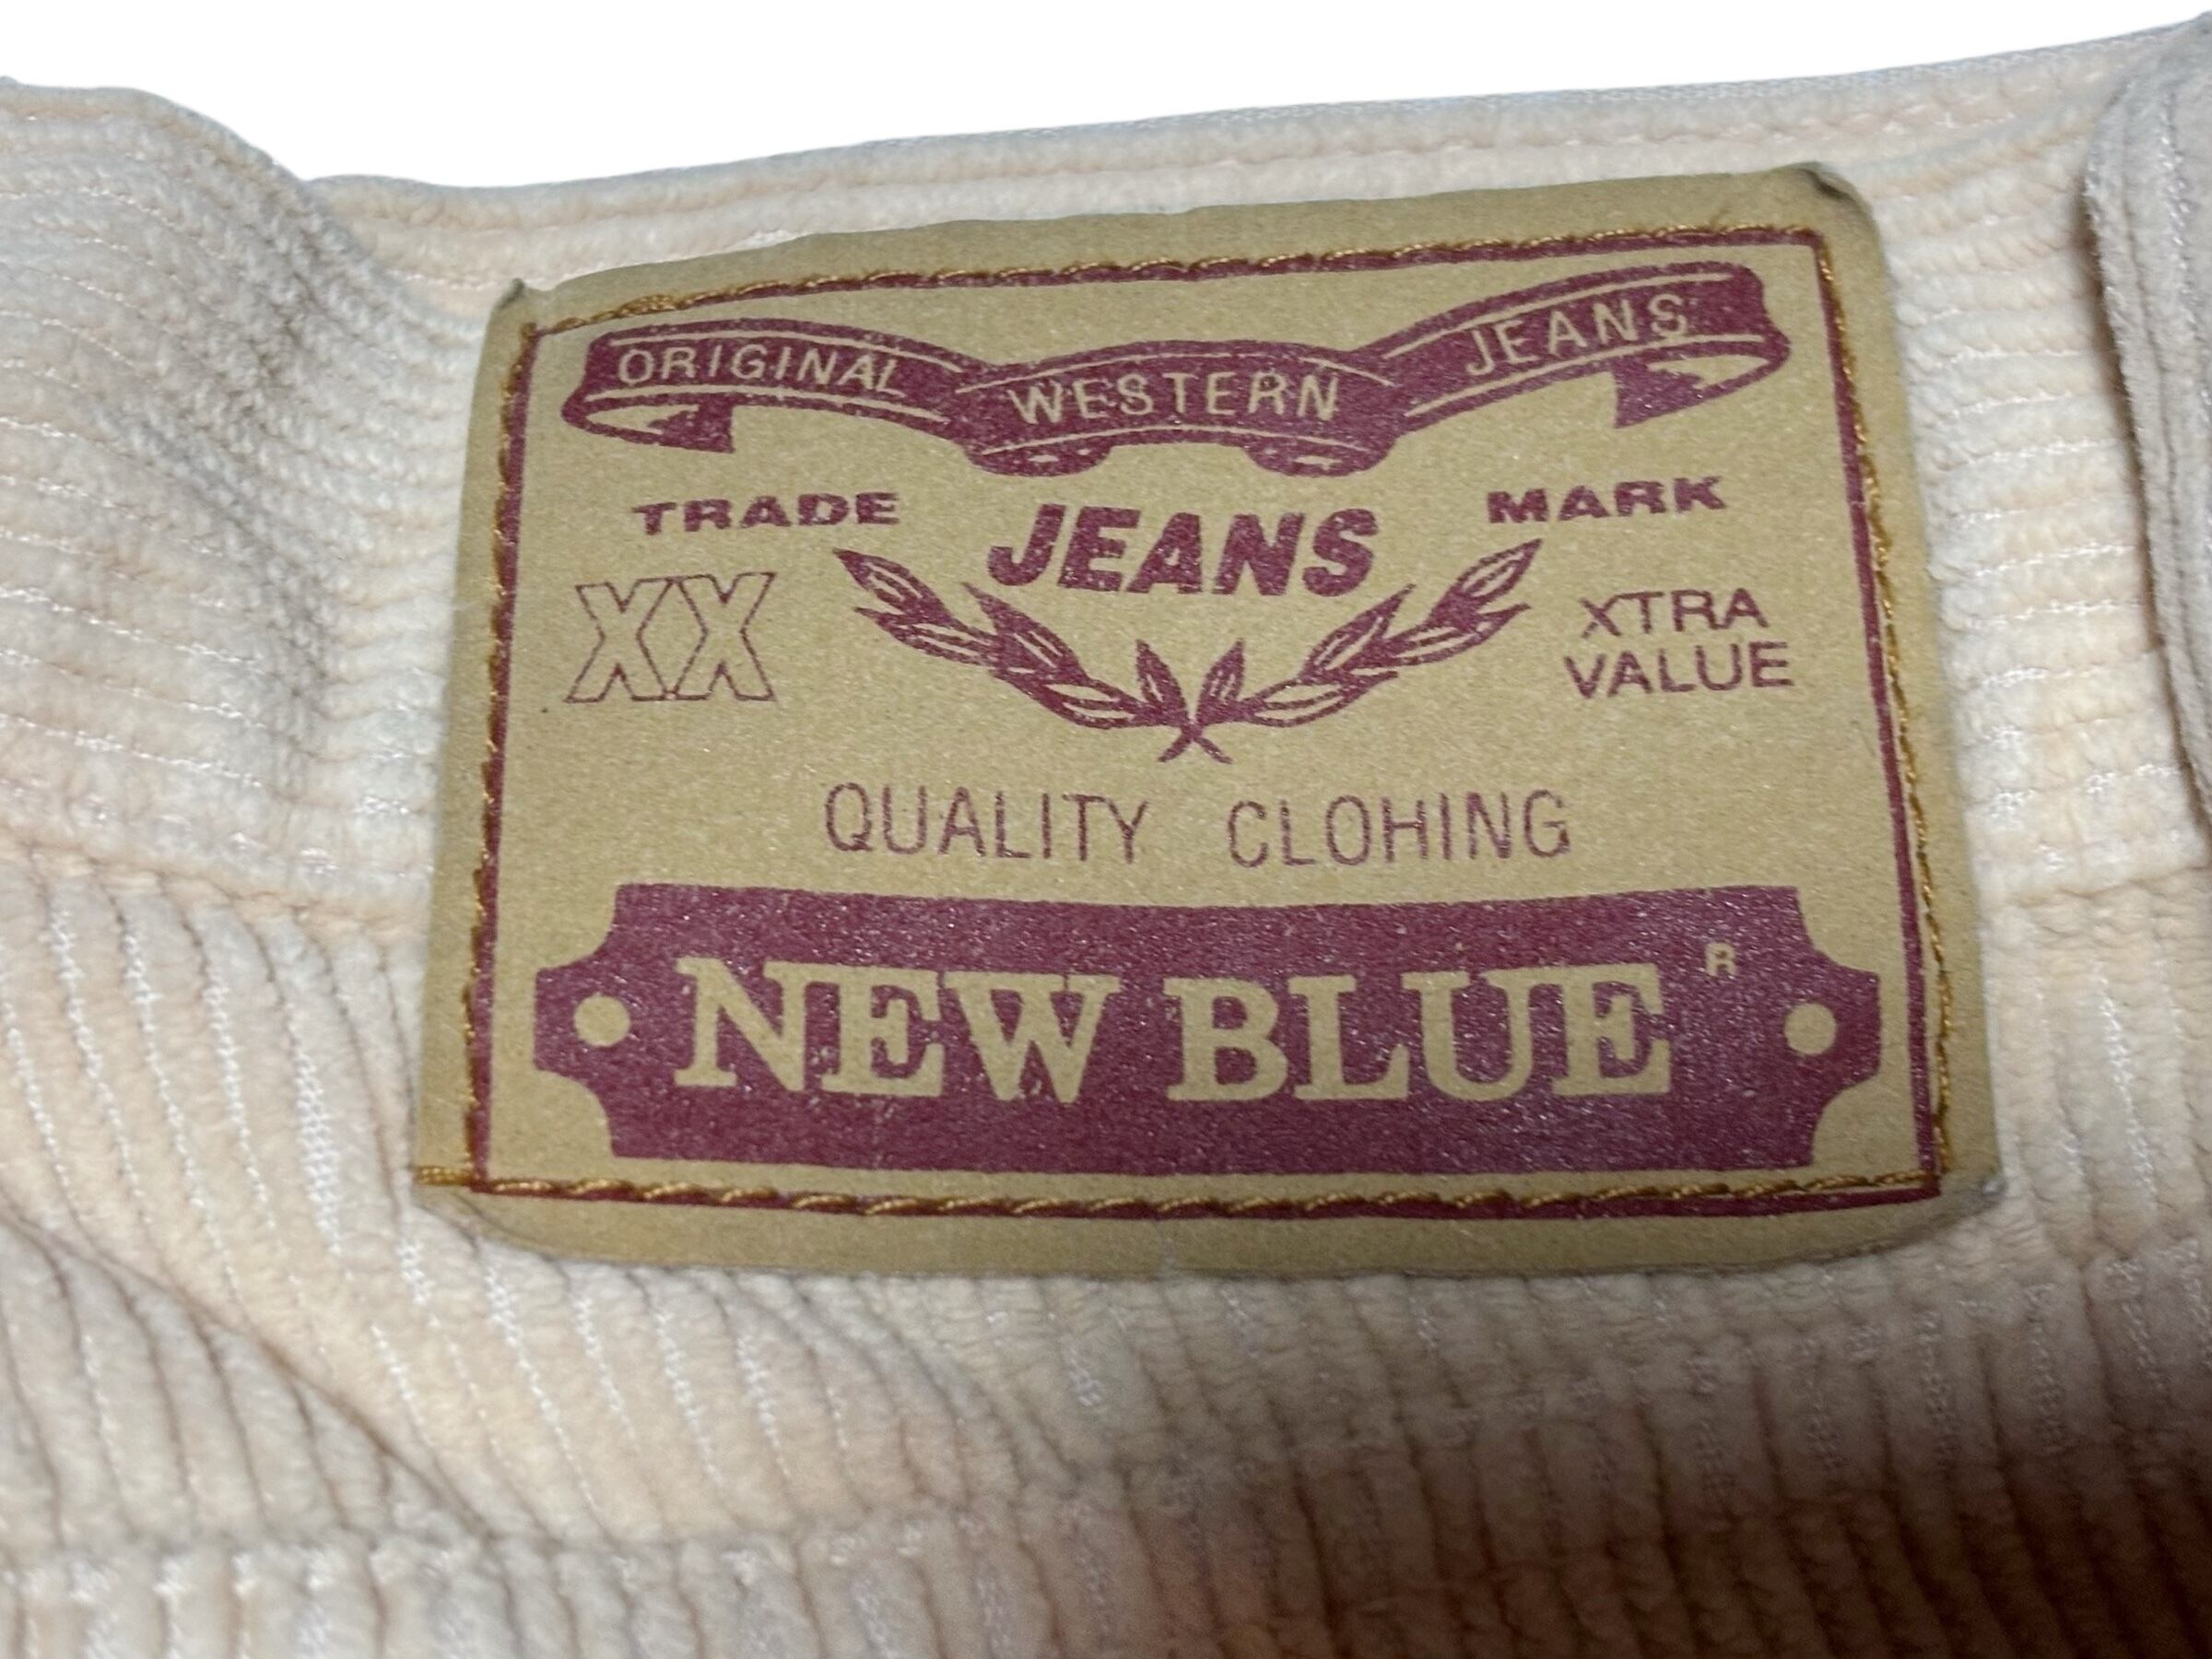 ORIGINAL WESTERN JEANS
TRADE MARK
JEANS
XX
XTRA
VALUE
QUALITY CLOHING
NEW BLUE R